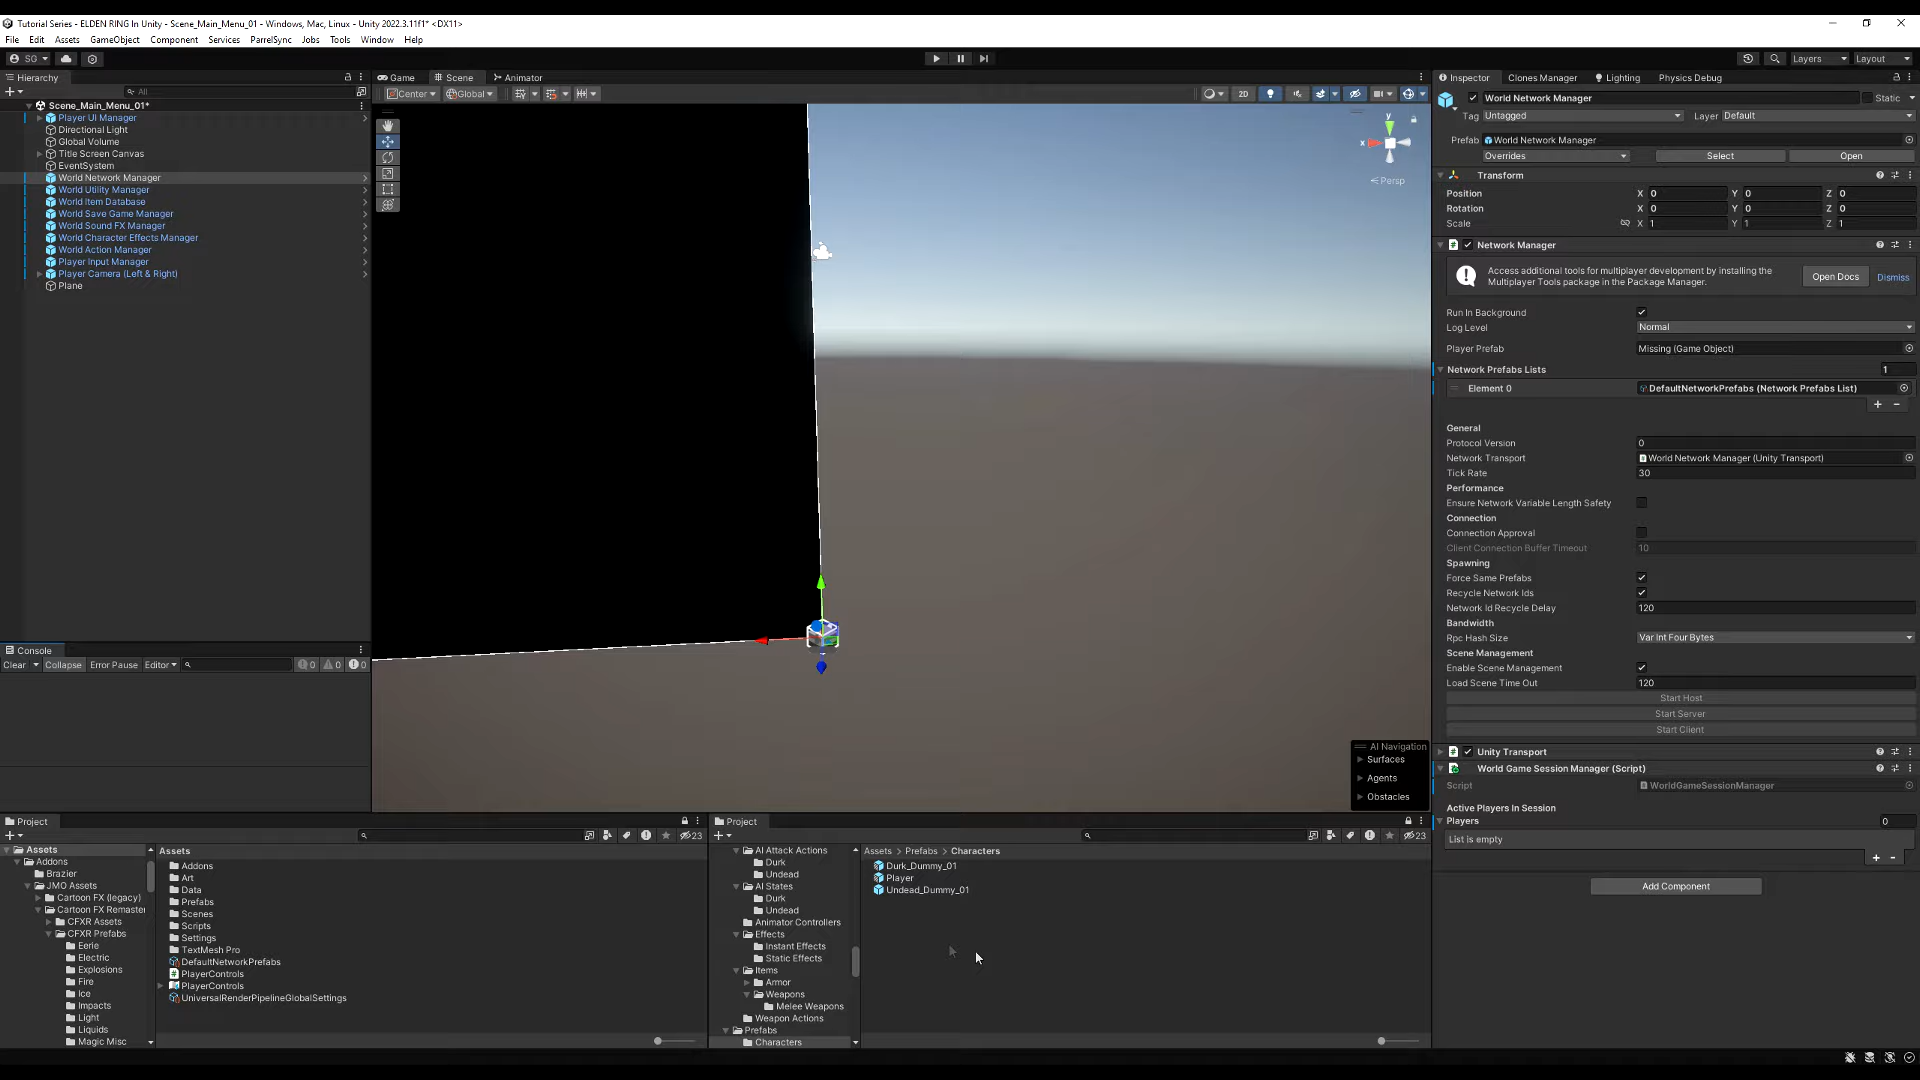 Tutorial Series - ELDEN RING In Unity - Scene_Main_Menu_01 - Windows, Mac, Linux - Unity 2022.3.11f1* <DX11>
File Edit Assets GameObject Component Services ParrelSync Jobs Tools Window Help
SG Layers Layout
Hierarchy
All
Scene_Main_Menu_01*
Player UI Manager
Directional Light
Global Volume
Title Screen Canvas
EventSystem
World Network Manager
World Utility Manager
World Item Database
World Save Game Manager
World Sound FX Manager
World Character Effects Manager
World Action Manager
Player Input Manager
Player Camera (Left & Right)
Plane
Console
Clear Collapse Error Pause Editor 0 0 0
Game Scene Animator
Center Global 2D
y
x
Persp
AI Navigation
Surfaces
Agents
Obstacles
Inspector Clones Manager Lighting Physics Debug
World Network Manager Static
Tag Untagged Layer Default
Prefab World Network Manager
Overrides Select Open
Transform
Position X 0 Y 0 Z 0
Rotation X 0 Y 0 Z 0
Scale X 1 Y 1 Z 1
Network Manager
Access additional tools for multiplayer development by installing the
Multiplayer Tools package in the Package Manager.
Open Docs Dismiss
Run In Background
Log Level Normal
Player Prefab Missing (Game Object)
Network Prefabs Lists 1
Element 0 DefaultNetworkPrefabs (Network Prefabs List)
+ -
General
Protocol Version 0
Network Transport World Network Manager (Unity Transport)
Tick Rate 30
Performance
Ensure Network Variable Length Safety
Connection
Connection Approval
Client Connection Buffer Timeout 10
Spawning
Force Same Prefabs
Recycle Network Ids
Network Id Recycle Delay 120
Bandwidth
Rpc Hash Size Var Int Four Bytes
Scene Management
Enable Scene Management
Load Scene Time Out 120
Start Host
Start Server
Start Client
Unity Transport
World Game Session Manager (Script)
Script WorldGameSessionManager
Active Players In Session
Players 0
List is empty
+ -
Add Component
Project
23
Assets
Addons
Brazier
JMO Assets
Cartoon FX (legacy)
Cartoon FX Remaster
CFXR Assets
CFXR Prefabs
Eerie
Electric
Explosions
Fire
Ice
Impacts
Light
Liquids
Magic Misc
Assets
Addons
Art
Data
Prefabs
Scenes
Scripts
Settings
TextMesh Pro
DefaultNetworkPrefabs
PlayerControls
PlayerControls
UniversalRenderPipelineGlobalSettings
Project
23
AI Attack Actions
Durk
Undead
AI States
Durk
Undead
Animator Controllers
Effects
Instant Effects
Static Effects
Items
Armor
Weapons
Melee Weapons
Weapon Actions
Prefabs
Characters
Assets > Prefabs > Characters
Durk_Dummy_01
Player
Undead_Dummy_01